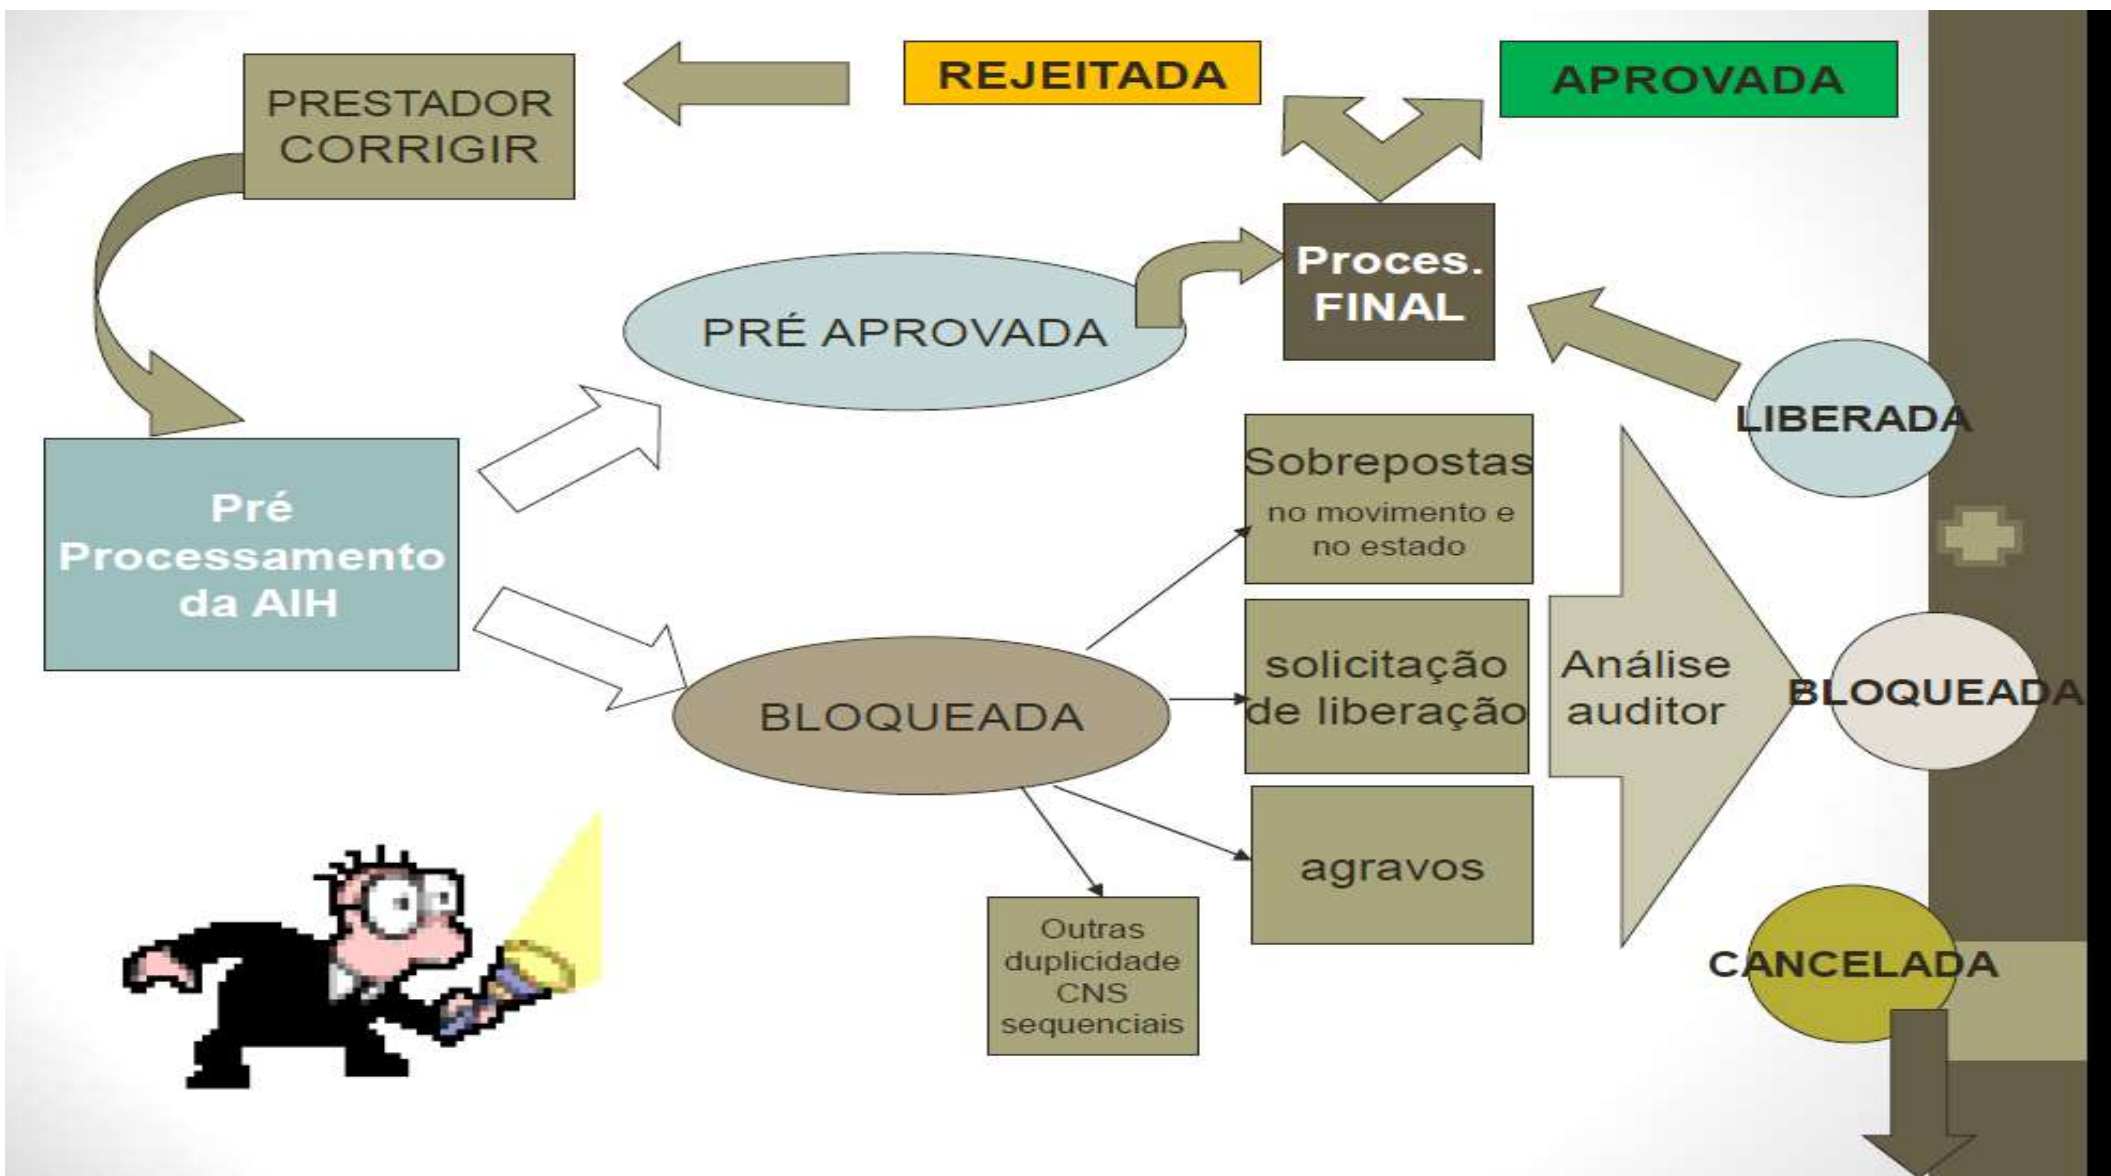 PRESTADOR
CORRIGIR
REJEITADA
APROVADA
Proces.
FINAL
PRÉ APROVADA
LIBERADA
Pré
Processamento
da AIH
Sobrepostas
no movimento e
no estado
solicitação
de liberação
Análise
auditor
BLOQUEADA
BLOQUEADA
agravos
Outras
duplicidade
CNS
sequenciais
CANCELADA